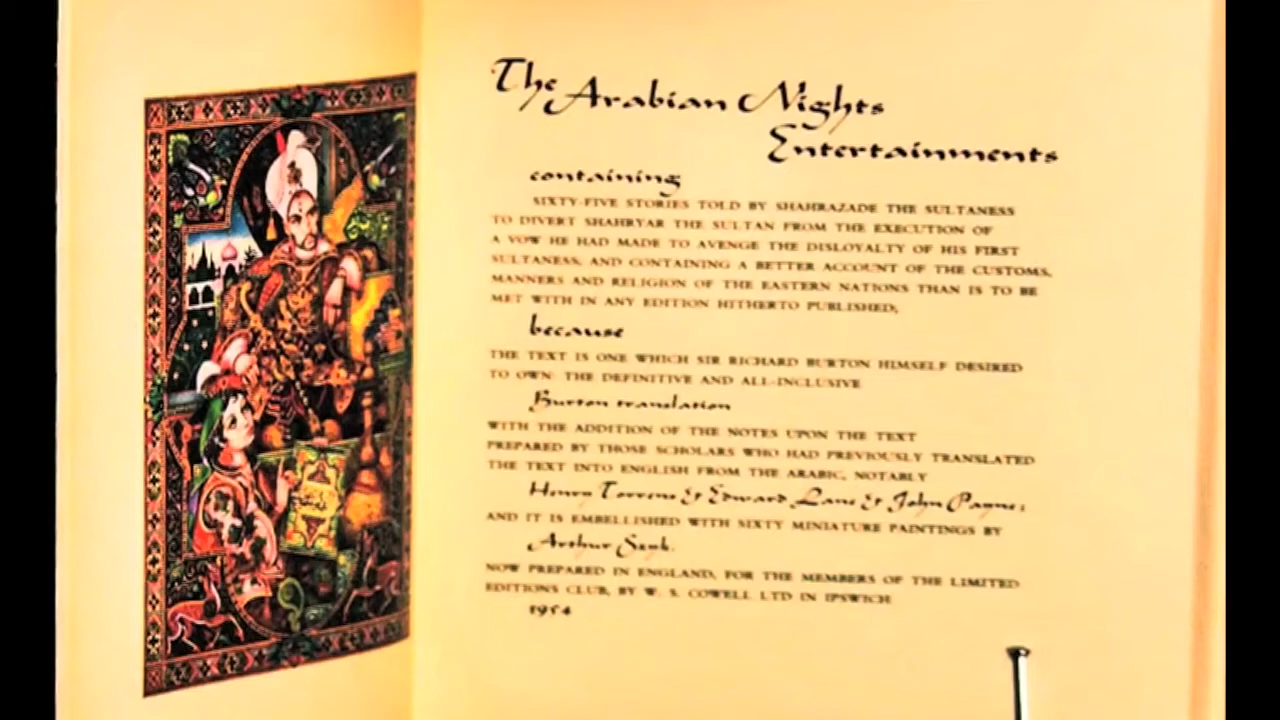 The Arabian Nights
Entertainments
containing
SIXTY-FIVE STORIES TOLD BY SHAHRAZADE THE SULTANESS
TO DIVERT SHAHRYAR THE SULTAN FROM THE EXECUTION OF
A VOW HE HAD MADE TO AVENGE THE DISLOYALTY OF HIS FIRST
SULTANESS; AND CONTAINING A BETTER ACCOUNT OF THE CUSTOMS,
MANNERS AND RELIGION OF THE EASTERN NATIONS THAN IS TO BE
MET WITH IN ANY EDITION HITHERTO PUBLISHED;
because
THE TEXT IS ONE WHICH SIR RICHARD BURTON HIMSELF DESIRED
TO OWN: THE DEFINITIVE AND ALL-INCLUSIVE
Burton translation
WITH THE ADDITION OF THE NOTES UPON THE TEXT
PREPARED BY THOSE SCHOLARS WHO HAD PREVIOUSLY TRANSLATED
THE TEXT INTO ENGLISH FROM THE ARABIC, NOTABLY
Henry Torrens & Edward Lane & John Payne;
AND IT IS EMBELLISHED WITH SIXTY MINIATURE PAINTINGS BY
Arthur Szyk.
NOW PREPARED IN ENGLAND, FOR THE MEMBERS OF THE LIMITED
EDITIONS CLUB, BY W. S. COWELL LTD IN IPSWICH
1954